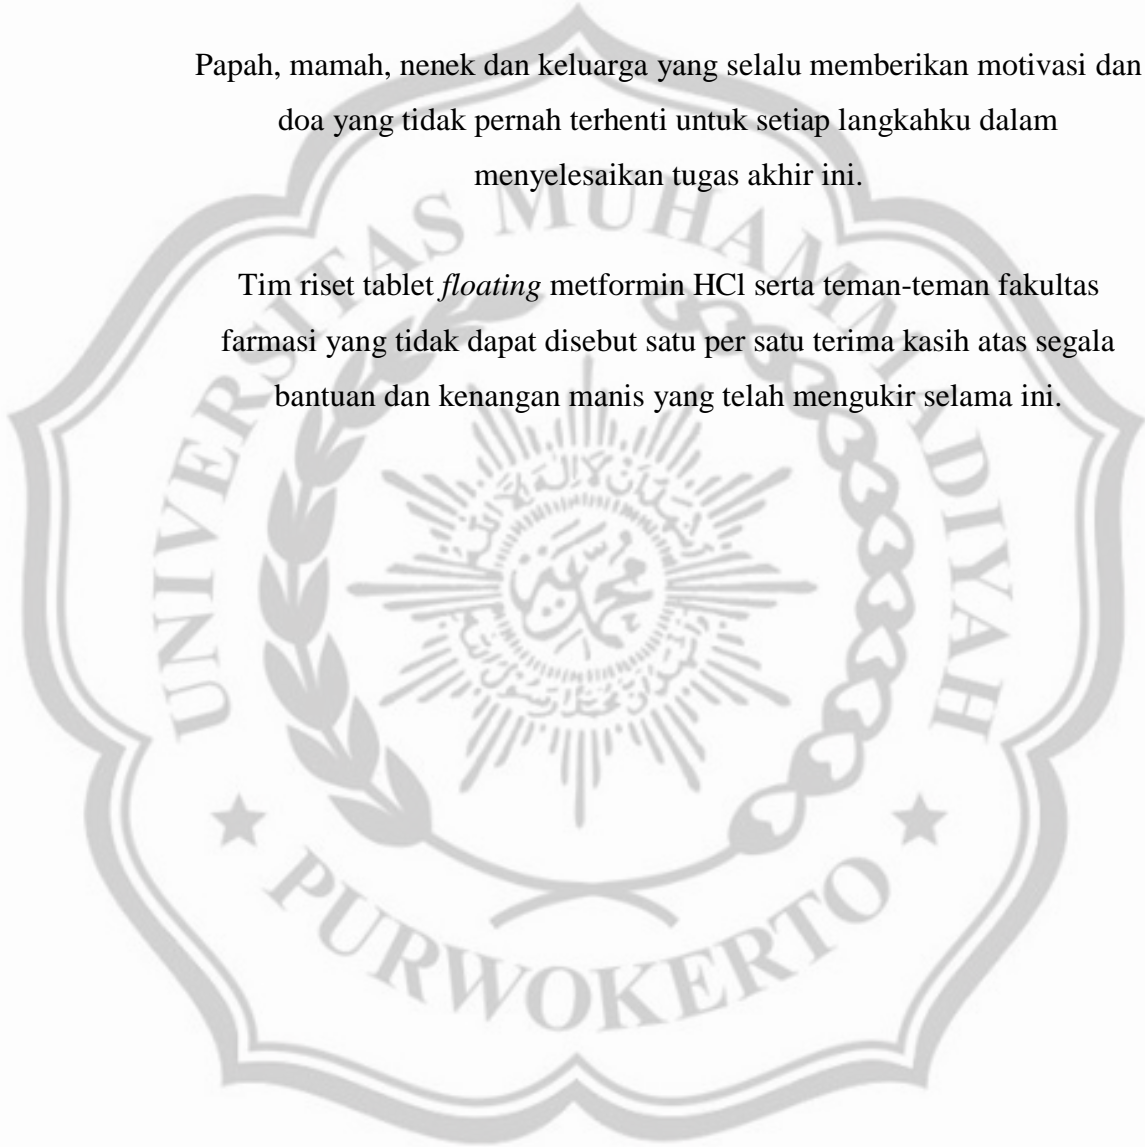 Papah, mamah, nenek dan keluarga yang selalu memberikan motivasi dan
doa yang tidak pernah terhenti untuk setiap langkahku dalam
menyelesaikan tugas akhir ini.
Tim riset tablet floating metformin HCl serta teman-teman fakultas
farmasi yang tidak dapat disebut satu per satu terima kasih atas segala
bantuan dan kenangan manis yang telah mengukir selama ini.
UNIVERSITAS MUHAMMADIYAH
PURWOKERTO
محمد